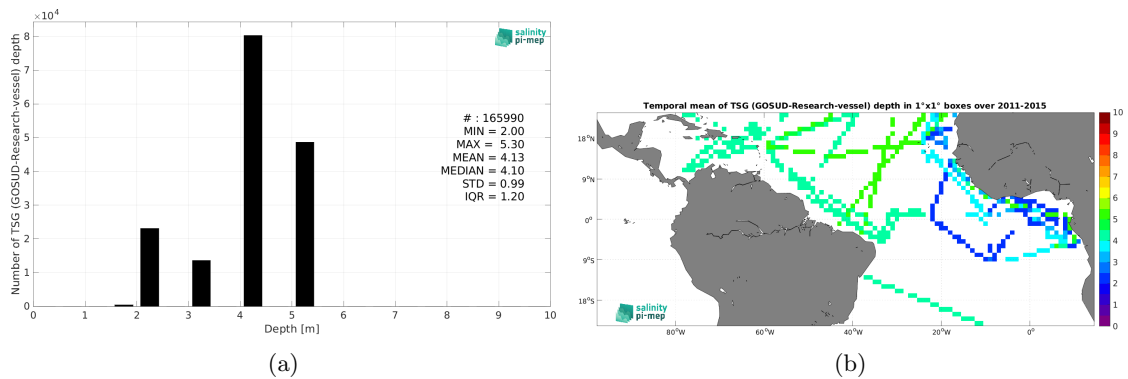 ×10⁴
8
7
6
5
4
3
2
1
0
Number of TSG (GOSUD-Research-vessel) depth
salinity
pi-mep
# : 165990
MIN = 2.00
MAX = 5.30
MEAN = 4.13
MEDIAN = 4.10
STD = 0.99
IQR = 1.20
0 1 2 3 4 5 6 7 8 9 10
Depth [m]
(a)
Temporal mean of TSG (GOSUD-Research-vessel) depth in 1°x1° boxes over 2011-2015
18°N
9°N
0°
9°S
18°S
salinity
pi-mep
80°W 60°W 40°W 20°W 0°
10
9
8
7
6
5
4
3
2
1
0
(b)